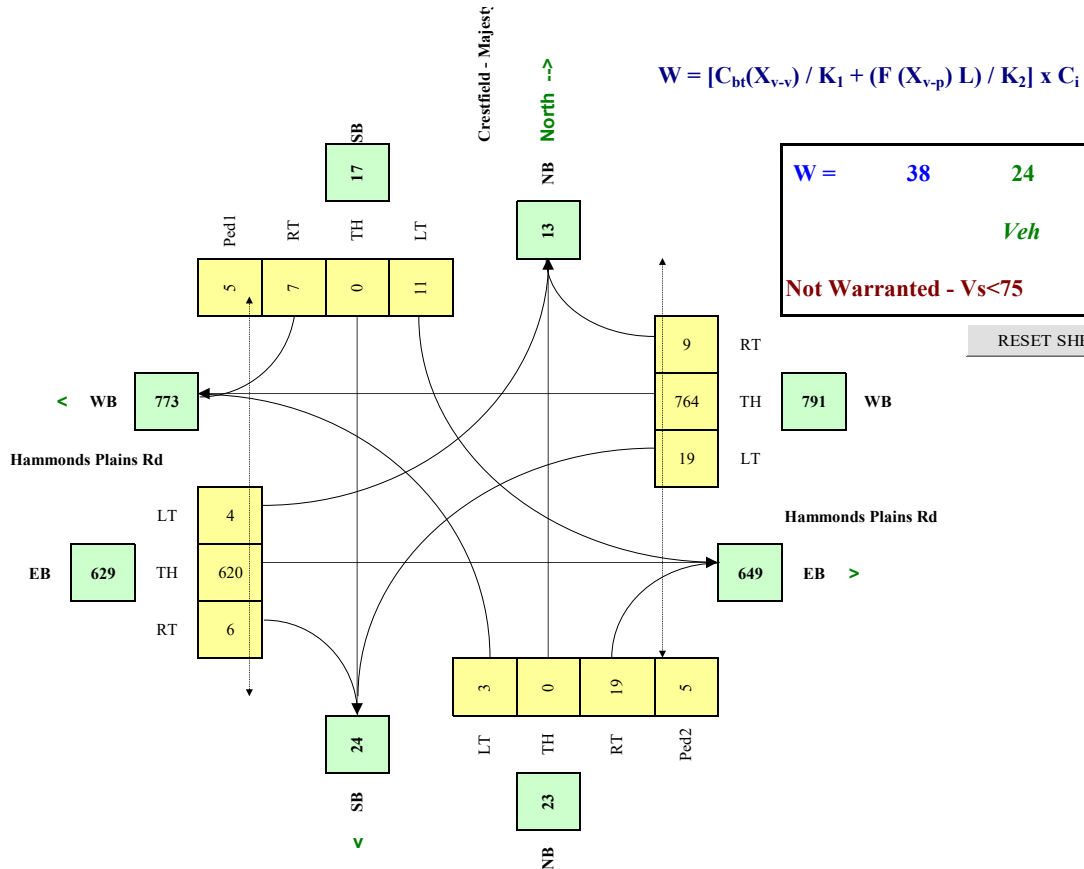 Crestfield - Majesty
North -->
W = [Cbt(Xv-v) / K1 + (F (Xv-p) L) / K2] x Ci
SB
17
NB
13
W = 38 24
Veh
Not Warranted - Vs<75
RESET SHE
Ped1 RT TH LT
5 7 0 11
9 RT
< WB 773
764 TH 791 WB
19 LT
Hammonds Plains Rd
LT 4
Hammonds Plains Rd
EB 629 TH 620
649 EB >
RT 6
3 0 19 5
LT TH RT Ped2
24
SB
v
23
NB